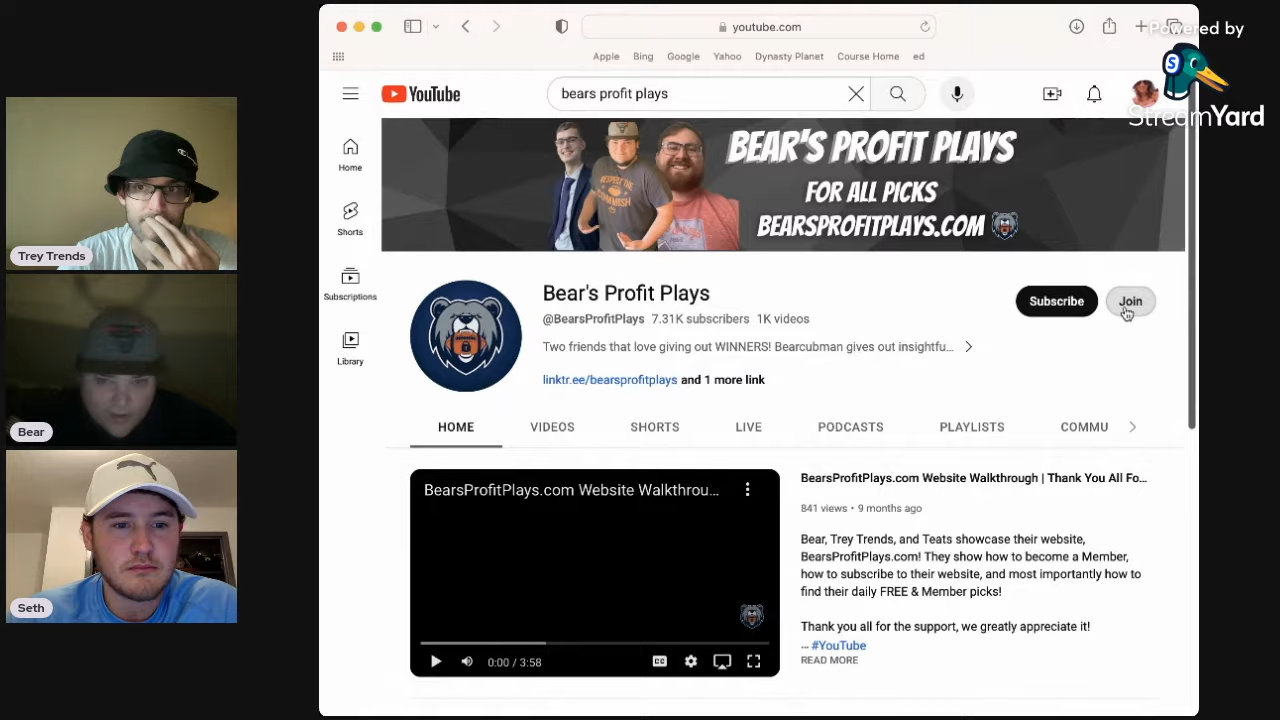 youtube.com
Powered by
StreamYard
S
Apple Bing Google Yahoo Dynasty Planet Course Home ed
YouTube
bears profit plays
Home
Shorts
Subscriptions
Library
BEAR'S PROFIT PLAYS
FOR ALL PICKS
BEARSPROFITPLAYS.COM
Bear's Profit Plays
@BearsProfitPlays 7.31K subscribers 1K videos
Two friends that love giving out WINNERS! Bearcubman gives out insightfu...
linktr.ee/bearsprofitplays and 1 more link
Subscribe
Join
HOME VIDEOS SHORTS LIVE PODCASTS PLAYLISTS COMMU
BearsProfitPlays.com Website Walkthrou...
0:00 / 3:58
CC
BearsProfitPlays.com Website Walkthrough | Thank You All Fo...
841 views • 9 months ago
Bear, Trey Trends, and Teats showcase their website,
BearsProfitPlays.com! They show how to become a Member,
how to subscribe to their website, and most importantly how to
find their daily FREE & Member picks!
Thank you all for the support, we greatly appreciate it!
... #YouTube
READ MORE
Trey Trends
Bear
Seth